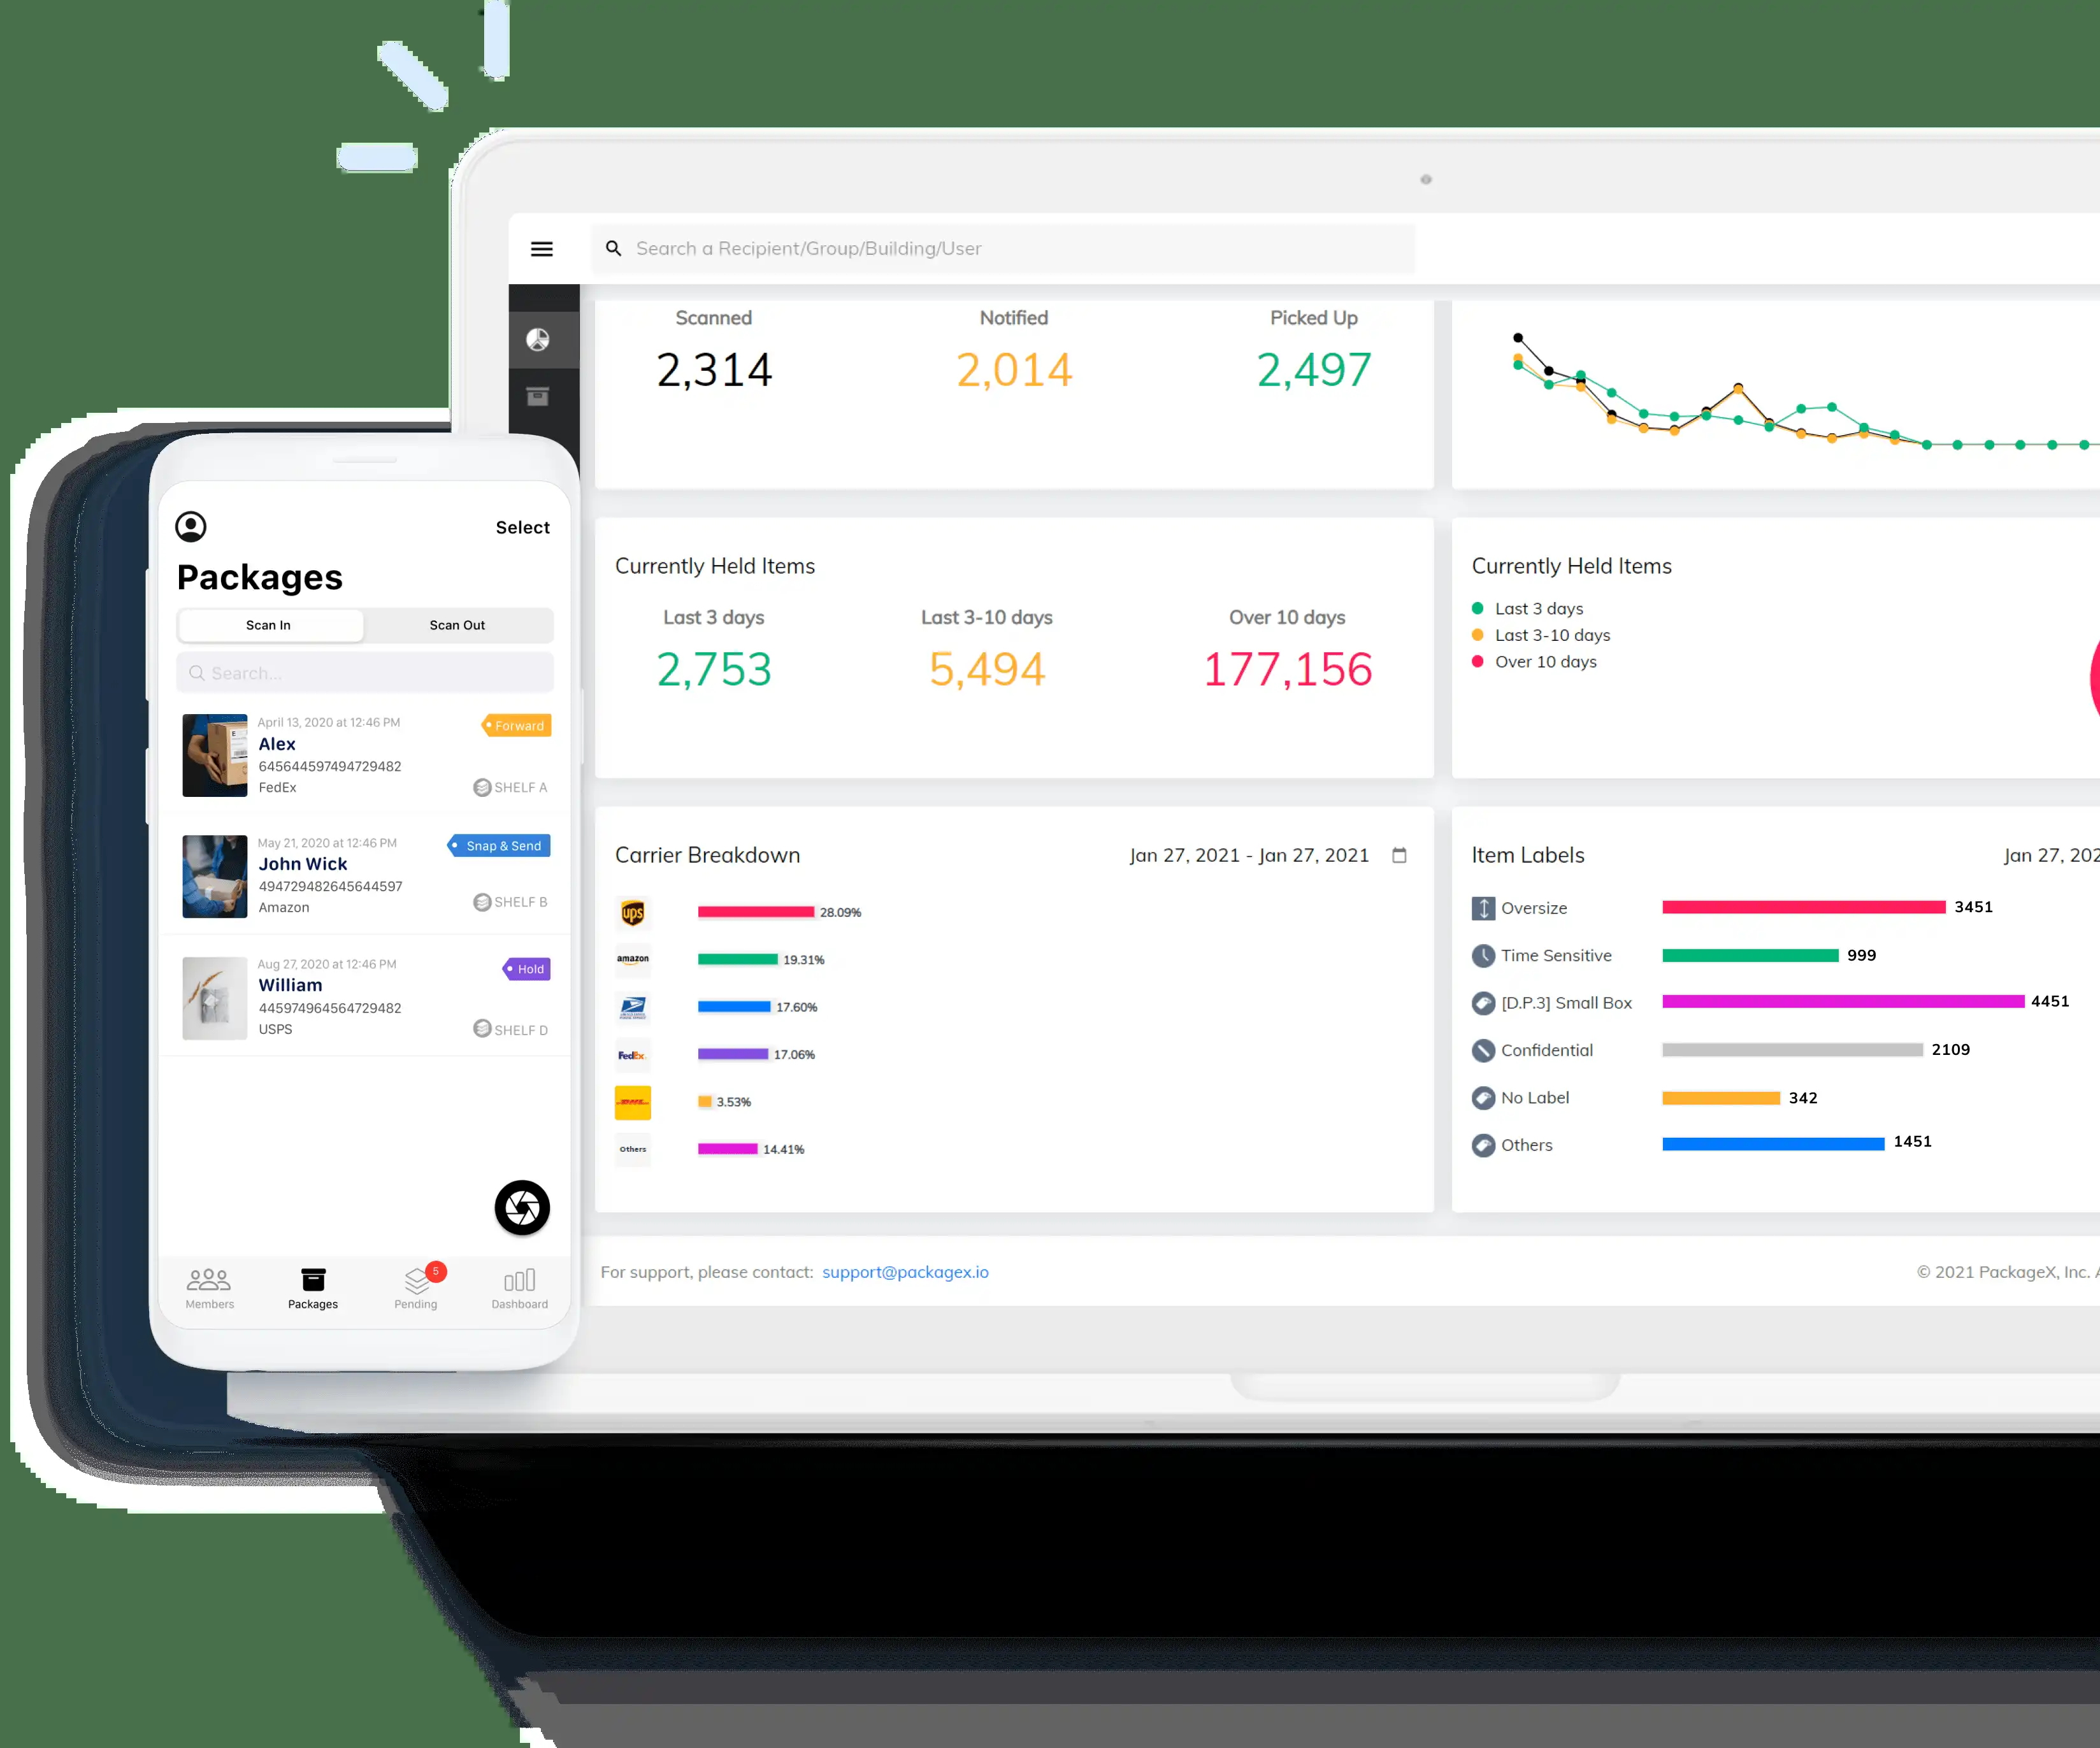 Search a Recipient/Group/Building/User
Scanned
Notified
Picked Up
2,314
2,014
2,497
Currently Held Items
Last 3 days
Last 3-10 days
Over 10 days
2,753
5,494
177,156
Currently Held Items
Last 3 days
Last 3-10 days
Over 10 days
Carrier Breakdown
Jan 27, 2021 - Jan 27, 2021
ups
28.09%
amazon
19.31%
17.60%
FedEx
17.06%
DHL
3.53%
Others
14.41%
Item Labels
Jan 27, 202
Oversize
3451
Time Sensitive
999
[D.P.3] Small Box
4451
Confidential
2109
No Label
342
Others
1451
For support, please contact: support@packagex.io
© 2021 PackageX, Inc. A
Select
Packages
Scan In
Scan Out
Search...
April 13, 2020 at 12:46 PM
Forward
Alex
645644597494729482
FedEx
SHELF A
May 21, 2020 at 12:46 PM
Snap & Send
John Wick
494729482645644597
Amazon
SHELF B
Aug 27, 2020 at 12:46 PM
Hold
William
445974964564729482
USPS
SHELF D
5
Members
Packages
Pending
Dashboard